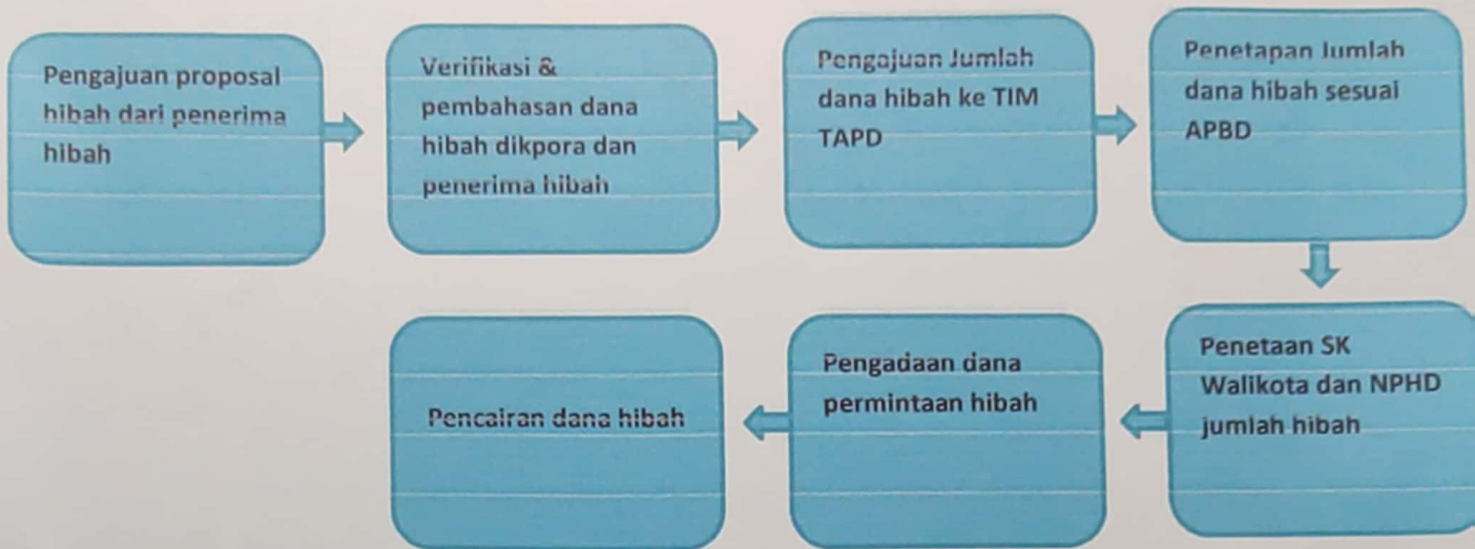 Pengajuan proposal
hibah dari penerima
hibah
Verifikasi &
pembahasan dana
hibah dikpora dan
penerima hibah
Pengajuan Jumlah
dana hibah ke TIM
TAPD
Penetapan Jumlah
dana hibah sesuai
APBD
Penetaan SK
Walikota dan NPHD
jumlah hibah
Pengadaan dana
permintaan hibah
Pencairan dana hibah